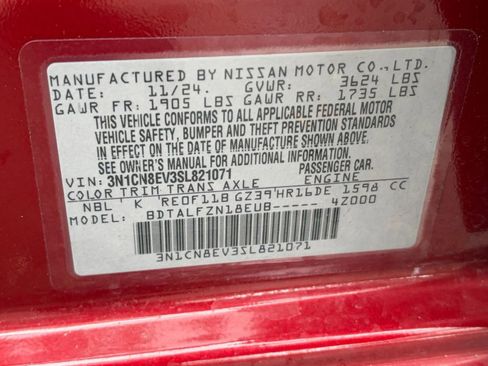 MANUFACTURED BY NISSAN MOTOR CO.,LTD.
DATE: 11/24. GVWR: 3624 LBS
GAWR FR: 1905 LBS GAWR RR: 1735 LBS
THIS VEHICLE CONFORMS TO ALL APPLICABLE FEDERAL MOTOR
VEHICLE SAFETY, BUMPER AND THEFT PREVENTION STANDARDS
IN EFFECT ON THE DATE OF MANUFACTURE SHOWN ABOVE.
SEE OWNER'S MANUAL FOR ADDITIONAL INFORMATION.
VIN: 3N1CN8EV3SL821071 PASSENGER CAR.
COLOR TRIM TRANS AXLE ENGINE
NBL K RE0F11B GZ39 HR16DE 1598 CC
MODEL: BDTALFZN18EUB----- 4Z000
3N1CN8EV3SL821071